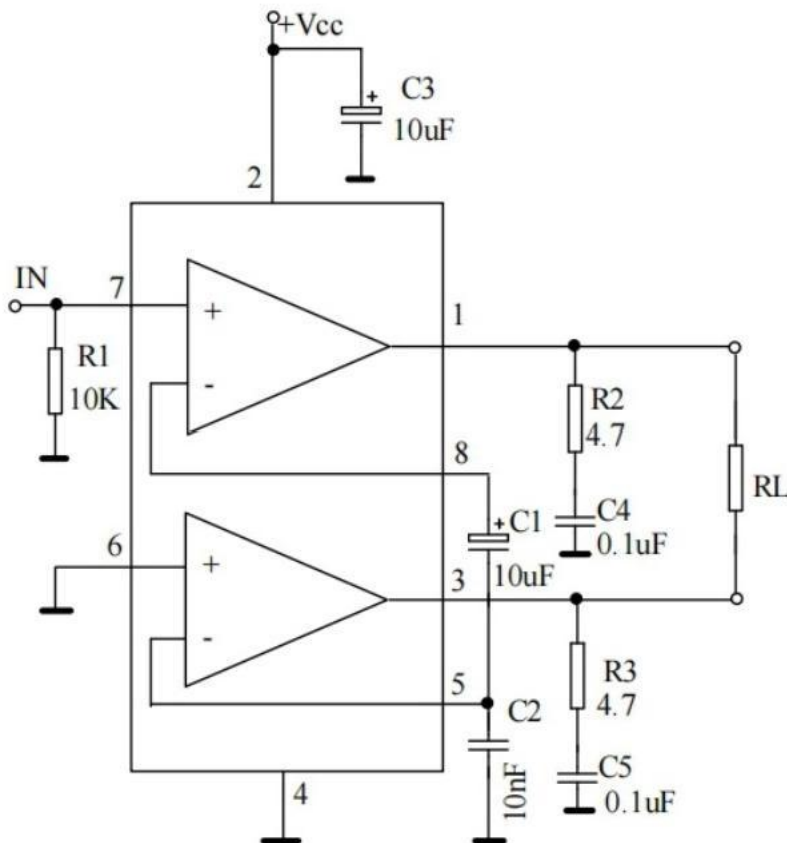 +Vcc
C3
10uF
2
IN
7
1
+
R1
10K
-
R2
4.7
8
RL
C1
10uF
C4
0.1uF
6
+
3
-
5
C2
10nF
R3
4.7
4
C5
0.1uF